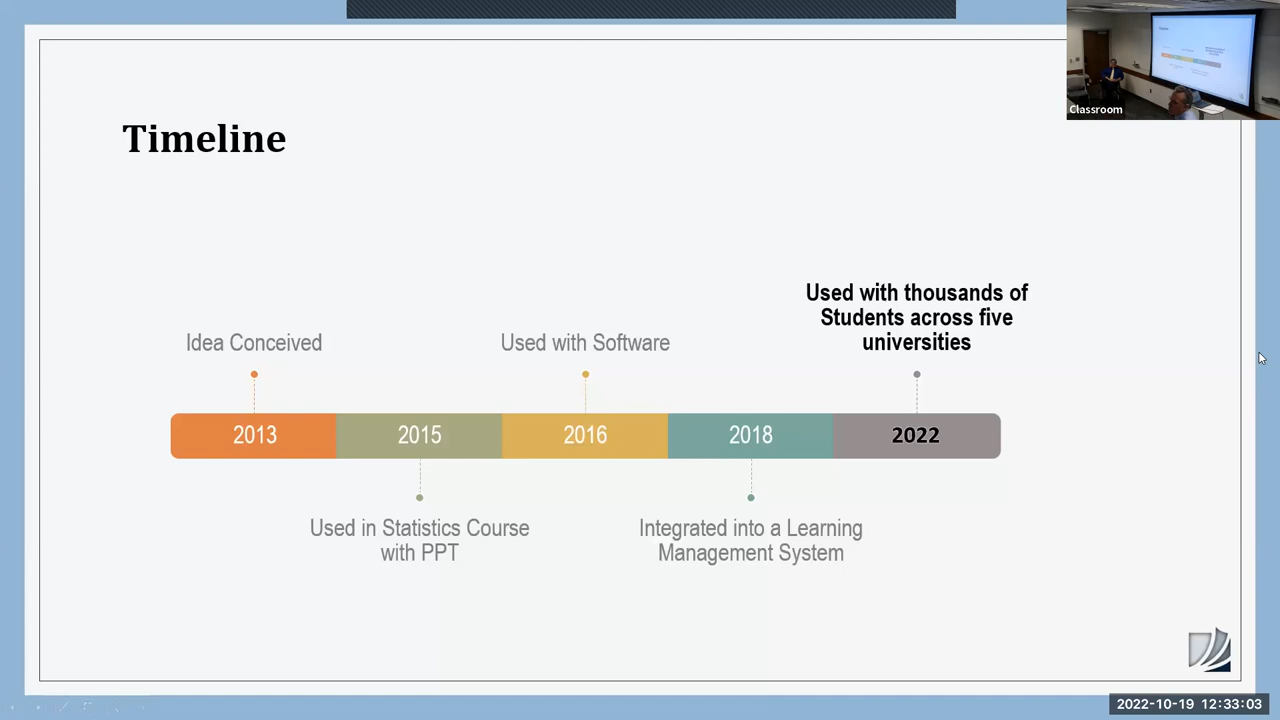 Classroom
Timeline
Used with thousands of
Students across five
universities
Idea Conceived
Used with Software
2013
2015
2016
2018
2022
Used in Statistics Course
with PPT
Integrated into a Learning
Management System
2022-10-19 12:33:03